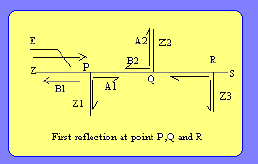 E
A2
Z2
Z
P
B2
R
S
B1
A1
Q
Z1
Z3
First reflection at point P,Q and R